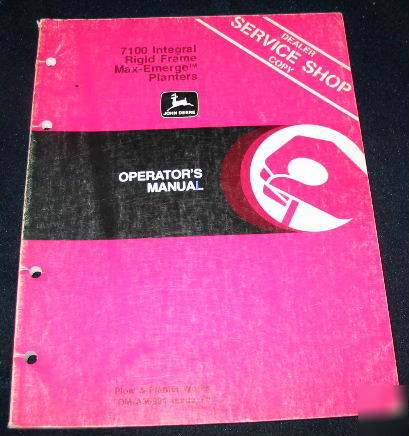 7100 Integral
Rigid Frame
Max-Emerge™
Planters
DEALER
SERVICE SHOP
COPY
JOHN DEERE
OPERATOR'S
MANUAL
Plow & Planter Works